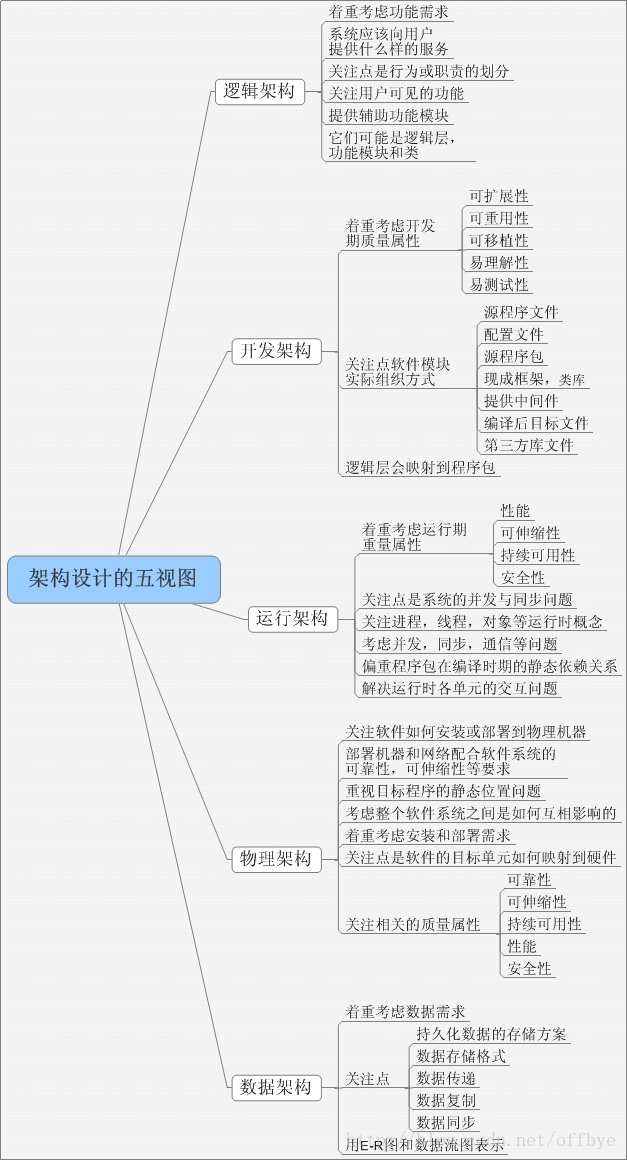 着重考虑功能需求
系统应该向用户
提供什么样的服务
关注点是行为或职责的划分
逻辑架构
关注用户可见的功能
提供辅助功能模块
它们可能是逻辑层，
功能模块和类
可扩展性
着重考虑开发
期质量属性
可重用性
可移植性
易理解性
易测试性
源程序文件
配置文件
开发架构
源程序包
关注点软件模块
实际组织方式
现成框架，类库
提供中间件
编译后目标文件
第三方库文件
逻辑层会映射到程序包
性能
着重考虑运行期
重量属性
可伸缩性
持续可用性
安全性
架构设计的五视图
关注点是系统的并发与同步问题
运行架构
关注进程，线程，对象等运行时概念
考虑并发，同步，通信等问题
偏重程序包在编译时期的静态依赖关系
解决运行时各单元的交互问题
关注软件如何安装或部署到物理机器
部署机器和网络配合软件系统的
可靠性，可伸缩性等要求
重视目标程序的静态位置问题
考虑整个软件系统之间是如何互相影响的
着重考虑安装和部署需求
物理架构
关注点是软件的目标单元如何映射到硬件
可靠性
可伸缩性
关注相关的质量属性
持续可用性
性能
安全性
着重考虑数据需求
持久化数据的存储方案
数据存储格式
数据架构
关注点
数据传递
数据复制
数据同步
用E-R图和数据流图表示